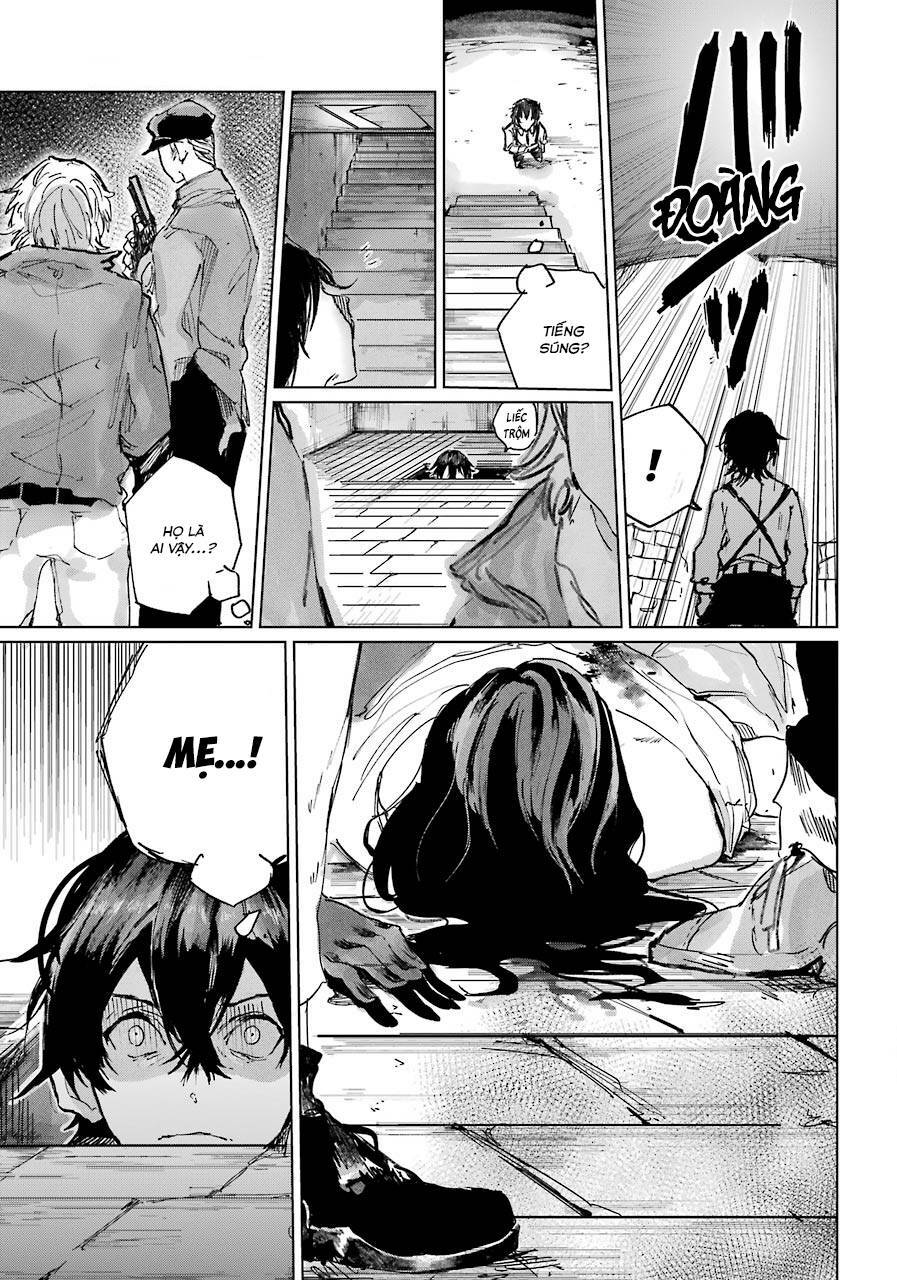 ĐOÀNG
!
TIẾNG
SÚNG?
LIẾC
TRỘM
HỌ LÀ
AI VẬY...?
MẸ...!